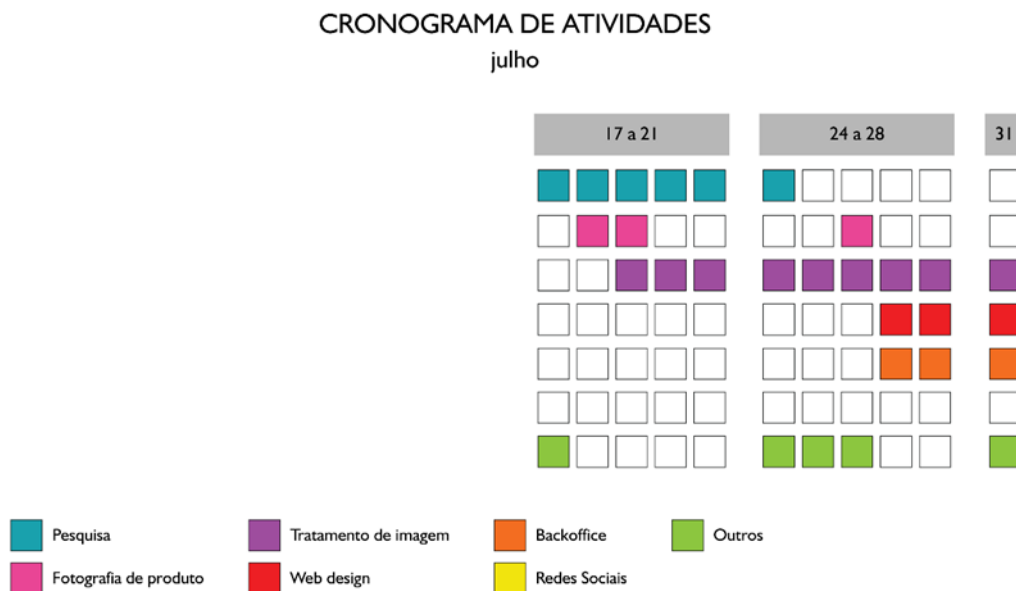 CRONOGRAMA DE ATIVIDADES
julho
17 a 21
24 a 28
31
Pesquisa
Tratamento de imagem
Backoffice
Outros
Fotografia de produto
Web design
Redes Sociais